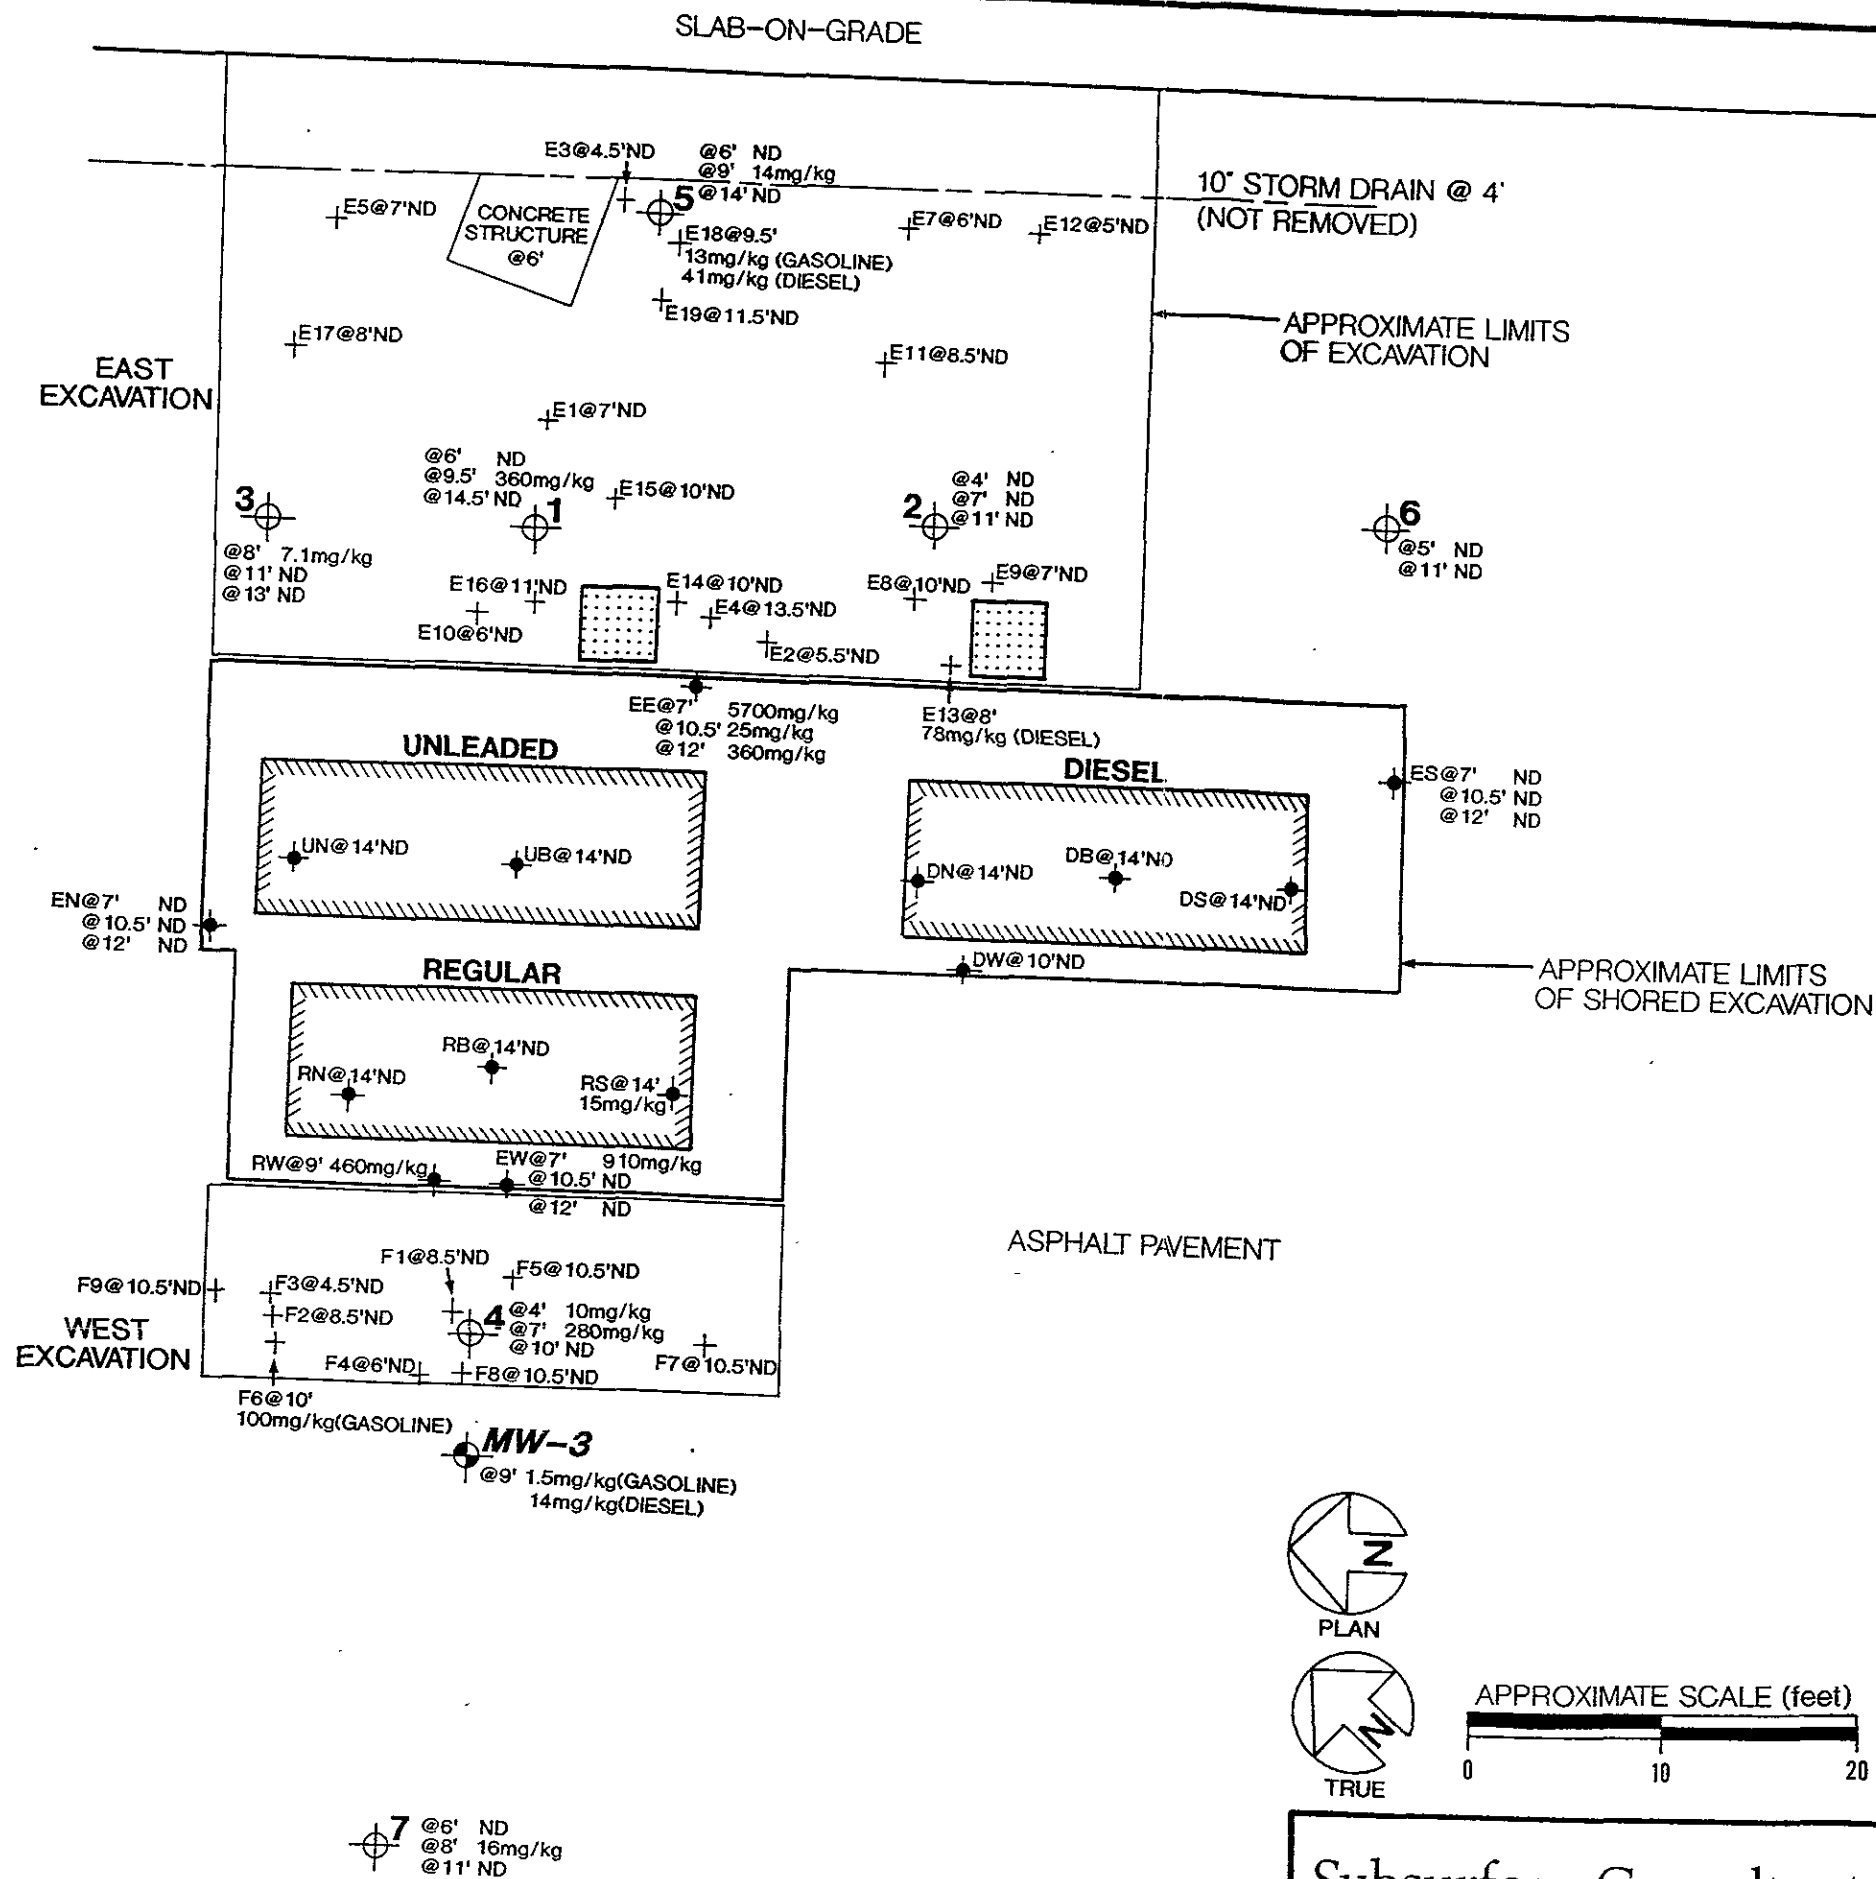 SLAB-ON-GRADE
E3@4.5'ND
@6' ND
@9' 14mg/kg
@14' ND
5
10" STORM DRAIN @ 4'
(NOT REMOVED)
E5@7'ND
CONCRETE
STRUCTURE
@6'
E7@6'ND
E12@5'ND
E18@9.5'
13mg/kg (GASOLINE)
41mg/kg (DIESEL)
E19@11.5'ND
E17@8'ND
APPROXIMATE LIMITS
OF EXCAVATION
E11@8.5'ND
EAST
EXCAVATION
E1@7'ND
@6' ND
@9.5' 360mg/kg
@14.5' ND
1
E15@10'ND
@4' ND
@7' ND
@11' ND
2
3
@8' 7.1mg/kg
@11' ND
@13' ND
6
@5' ND
@11' ND
E16@11'ND
E14@10'ND
E8@10'ND
E9@7'ND
E10@6'ND
E4@13.5'ND
E2@5.5'ND
EE@7' 5700mg/kg
@10.5' 25mg/kg
@12' 360mg/kg
E13@8'
78mg/kg (DIESEL)
UNLEADED
DIESEL
ES@7' ND
@10.5' ND
@12' ND
UN@14'ND
UB@14'ND
DN@14'ND
DB@14'ND
DS@14'ND
EN@7' ND
@10.5' ND
@12' ND
REGULAR
DW@10'ND
APPROXIMATE LIMITS
OF SHORED EXCAVATION
RB@14'ND
RN@14'ND
RS@14'
15mg/kg
RW@9' 460mg/kg
EW@7' 910mg/kg
@10.5' ND
@12' ND
ASPHALT PAVEMENT
F1@8.5'ND
F5@10.5'ND
F9@10.5'ND
F3@4.5'ND
F2@8.5'ND
4
@4' 10mg/kg
@7' 280mg/kg
@10' ND
WEST
EXCAVATION
F4@6'ND
F8@10.5'ND
F7@10.5'ND
F6@10'
100mg/kg(GASOLINE)
MW-3
@9' 1.5mg/kg(GASOLINE)
14mg/kg(DIESEL)
N
PLAN
N
TRUE
APPROXIMATE SCALE (feet)
0 10 20
7
@6' ND
@8' 16mg/kg
@11' ND